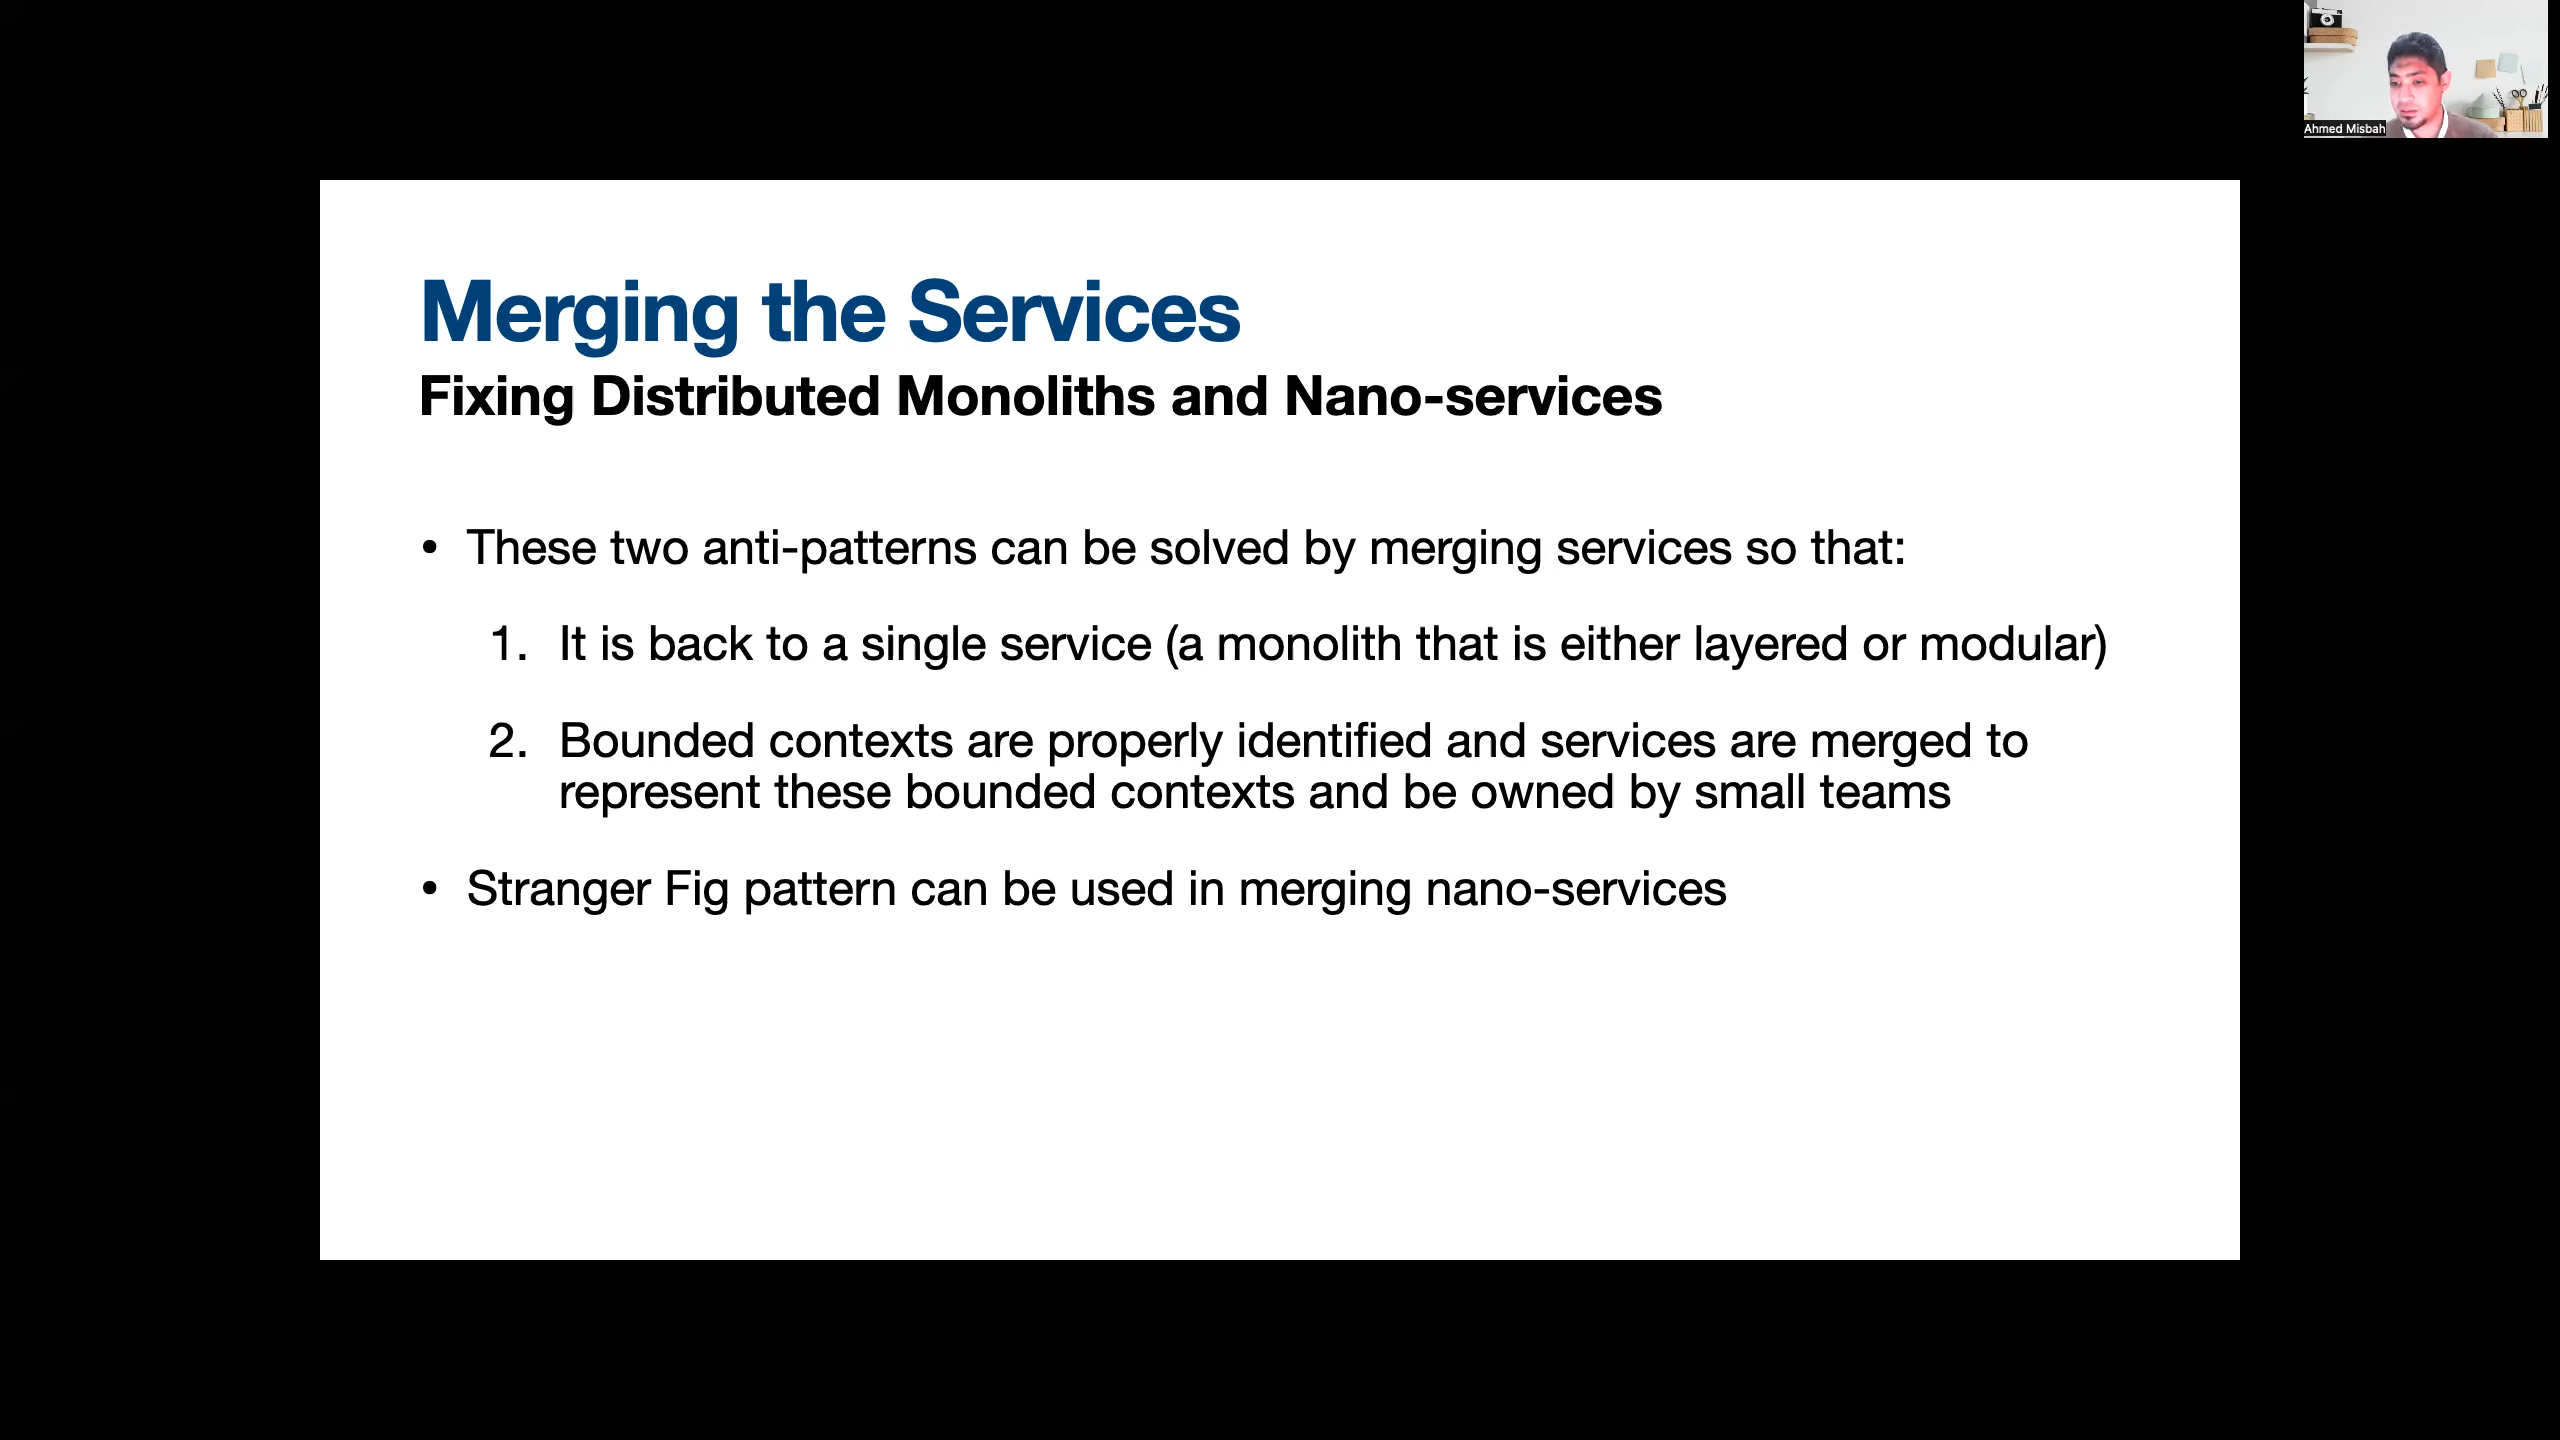 Ahmed Misbah
Merging the Services
Fixing Distributed Monoliths and Nano-services
• These two anti-patterns can be solved by merging services so that:
1. It is back to a single service (a monolith that is either layered or modular)
2. Bounded contexts are properly identified and services are merged to
represent these bounded contexts and be owned by small teams
• Stranger Fig pattern can be used in merging nano-services